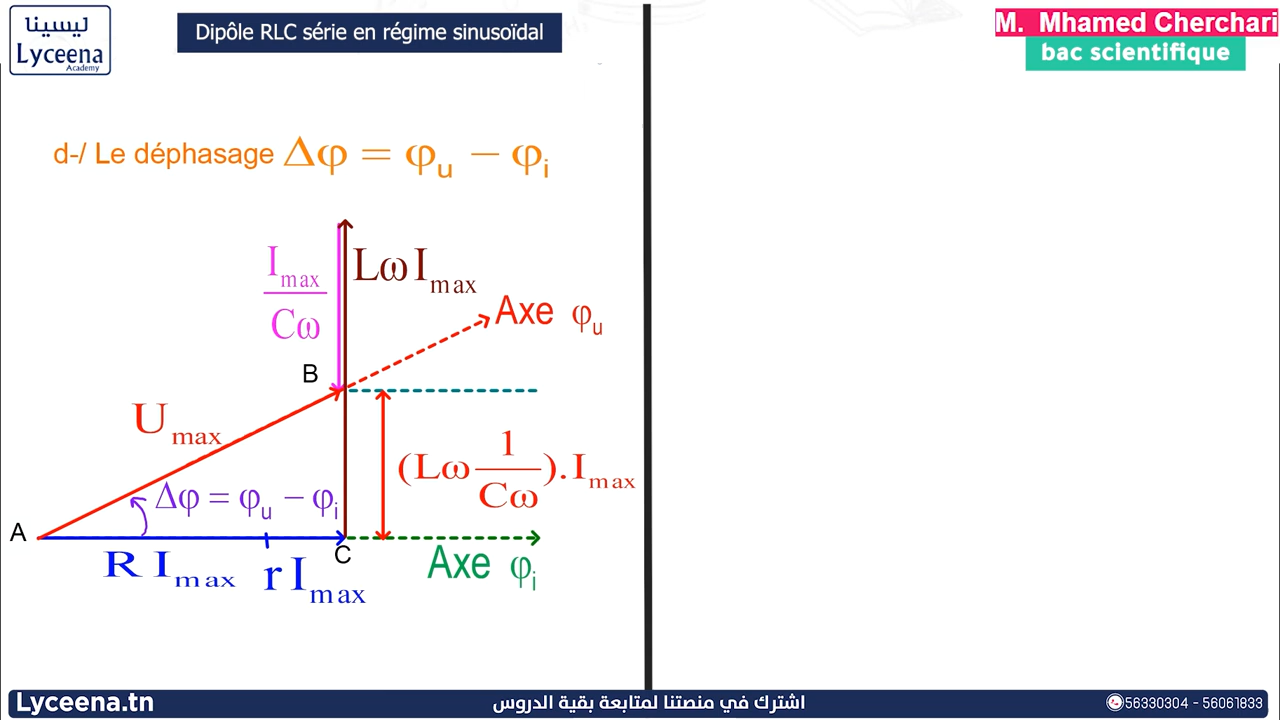 ليسينا
Lyceena
Academy
Dipôle RLC série en régime sinusoïdal
M. Mhamed Cherchari
bac scientifique
d-/ Le déphasage Δφ = φu − φi
Imax
Cω
LωImax
Axe φu
B
Umax
(Lω 1/Cω).Imax
Δφ = φu − φi
A
C
R Imax
r Imax
Axe φi
Lyceena.tn
اشترك في منصتنا لمتابعة بقية الدروس
56330304 - 56061833